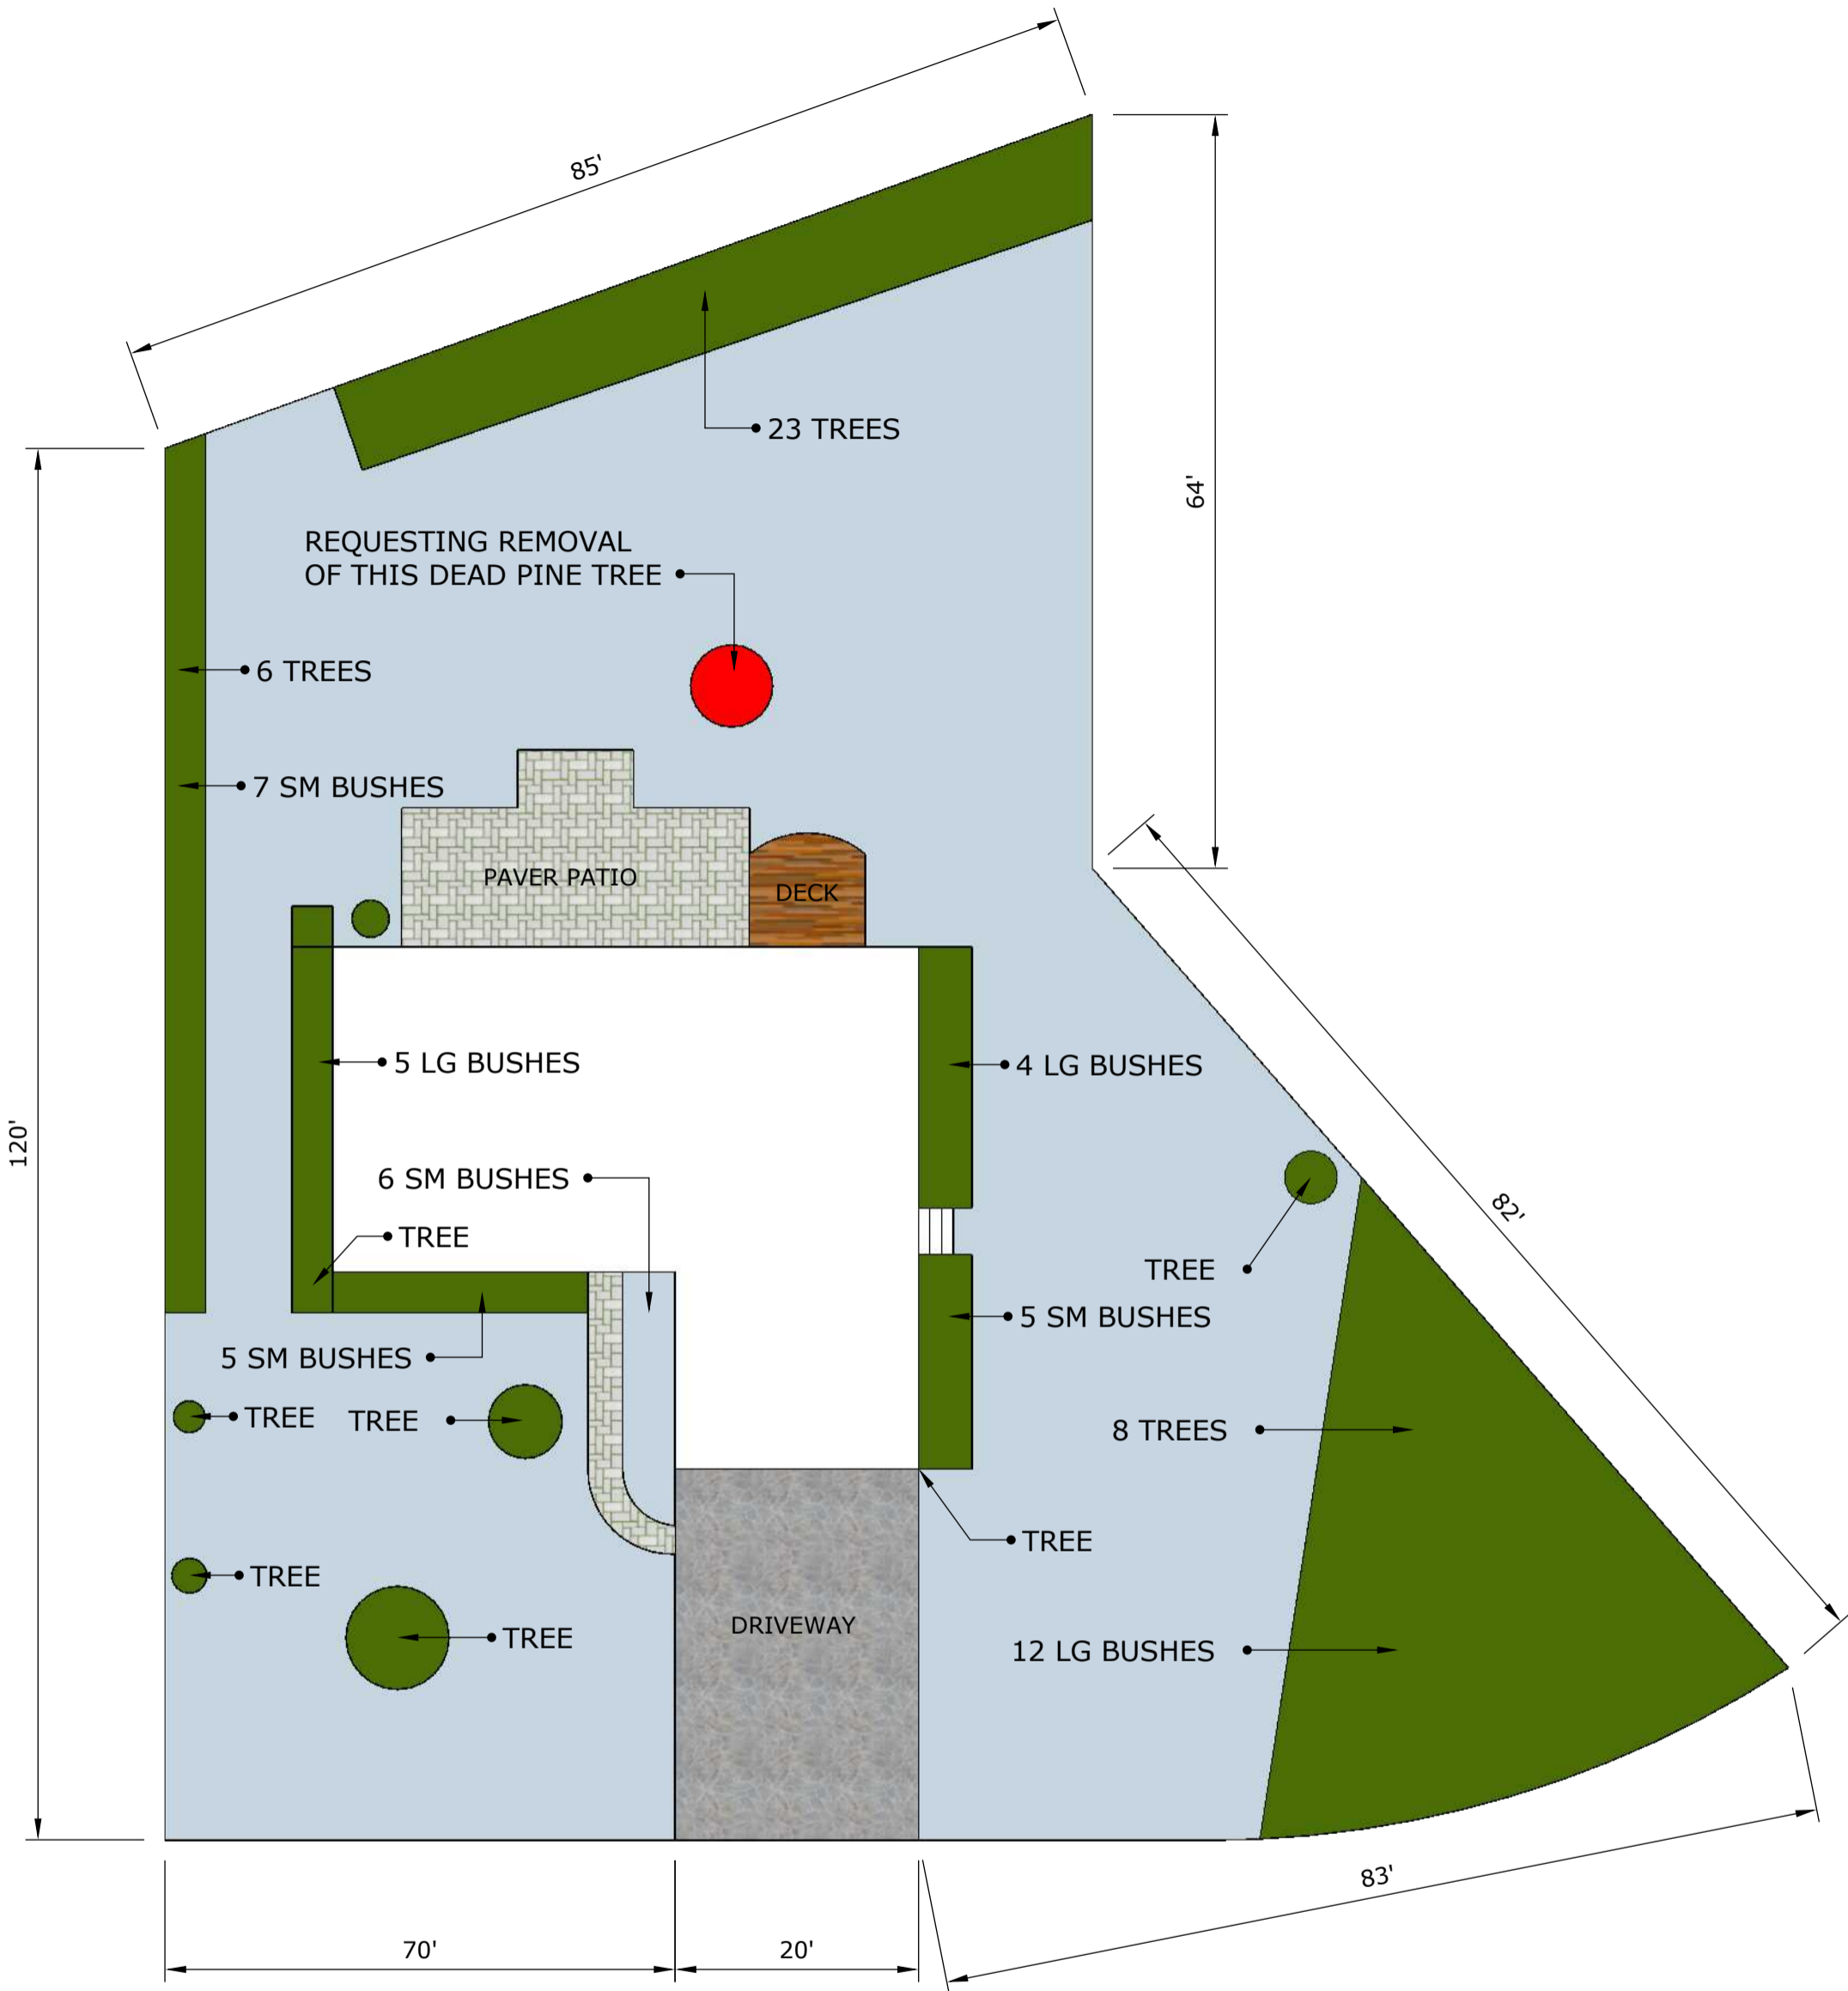 85'
23 TREES
64'
REQUESTING REMOVAL
OF THIS DEAD PINE TREE
6 TREES
7 SM BUSHES
PAVER PATIO
DECK
5 LG BUSHES
4 LG BUSHES
120'
6 SM BUSHES
82'
TREE
TREE
5 SM BUSHES
5 SM BUSHES
TREE
TREE
8 TREES
TREE
TREE
TREE
DRIVEWAY
12 LG BUSHES
83'
70'
20'